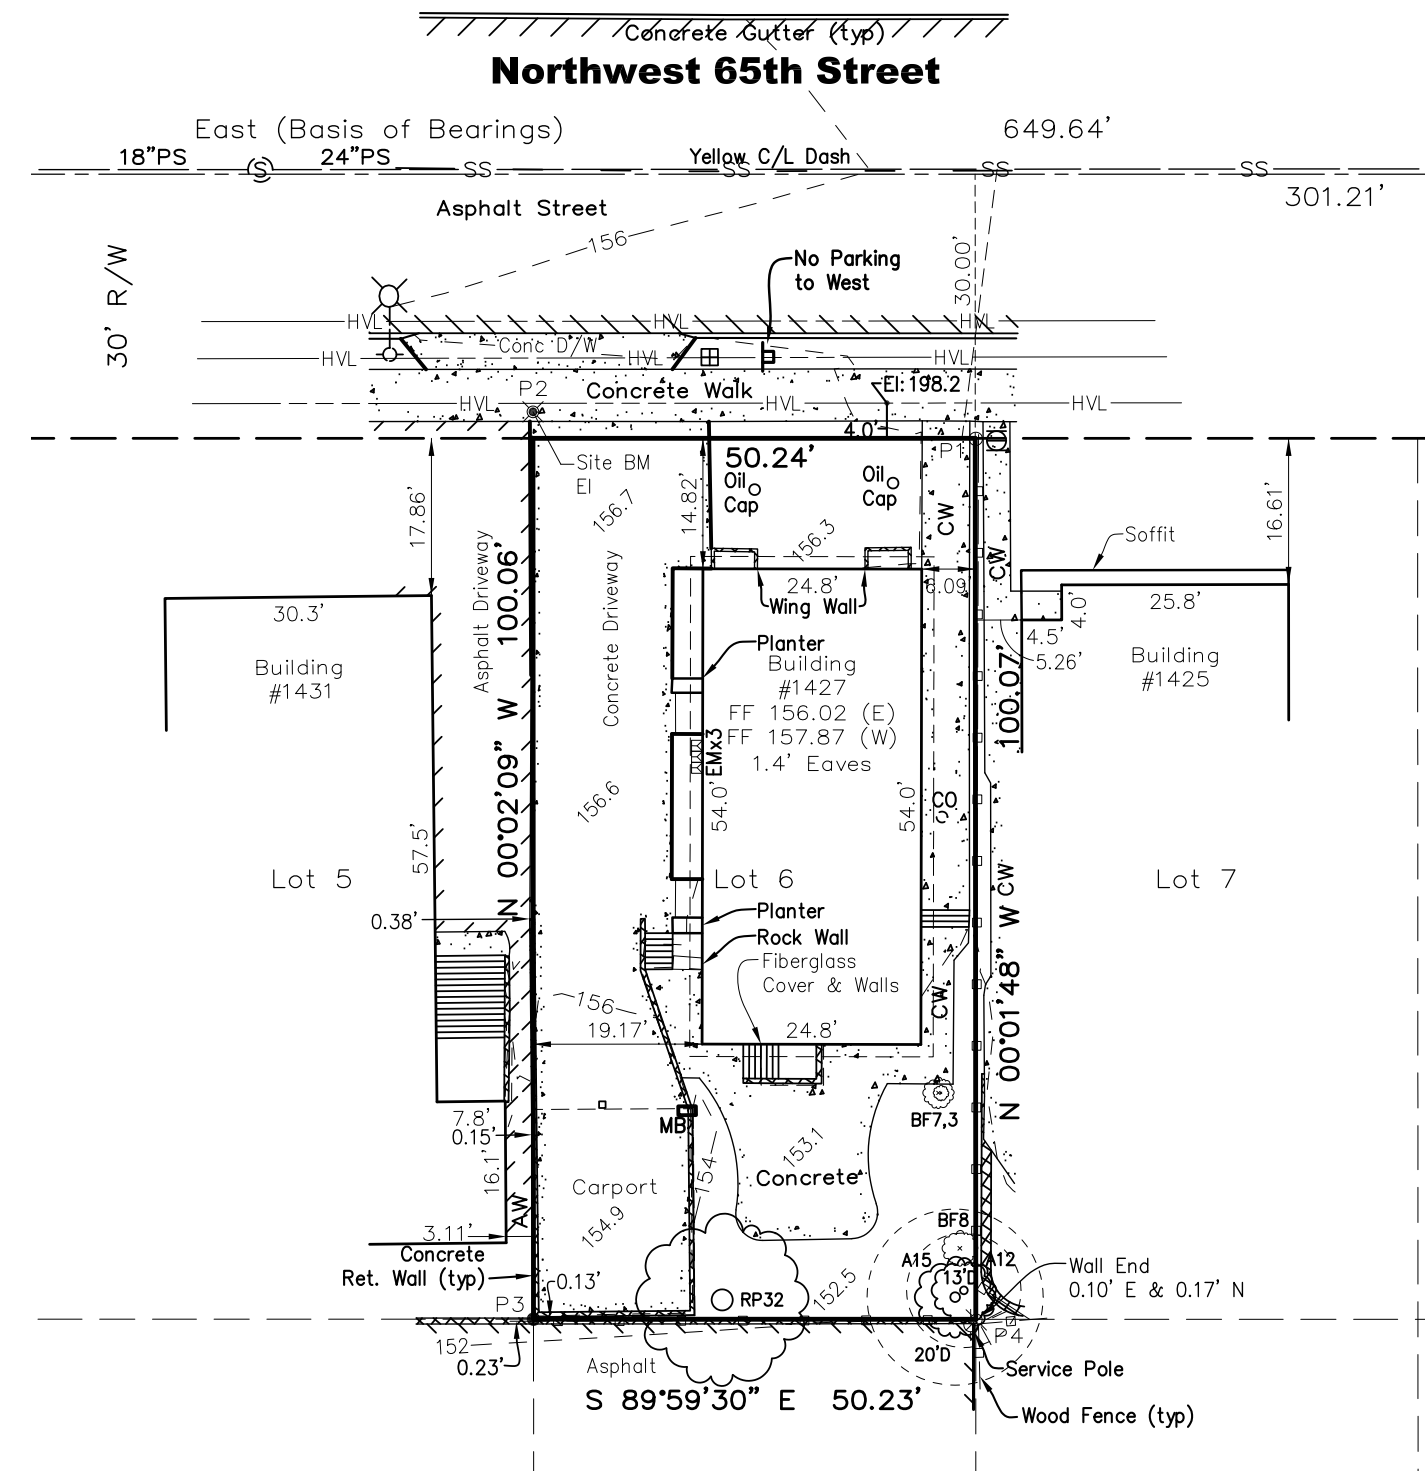 Concrete Gutter (typ)
Northwest 65th Street
East (Basis of Bearings)
649.64'
18"PS
24"PS
S
SS
Yellow C/L Dash
SS
SS
SS
301.21'
Asphalt Street
156
30' R/W
30.00'
No Parking
to West
HVL
HVL
HVL
Conc D/W
HVL
HVL
HVL
P2
Concrete Walk
El: 198.2
HVL
HVL
HVL
4.0'
P1
50.24'
Site BM
El
Oil
Cap
Oil
Cap
17.86'
14.82'
16.61'
156.7
156.3
CW
CW
Soffit
Asphalt Driveway
Concrete Driveway
100.06'
24.8'
6.09
30.3'
Wing Wall
25.8'
4.0'
4.5'
5.26'
Planter
Building
#1431
Building
#1427
FF 156.02 (E)
FF 157.87 (W)
1.4' Eaves
Building
#1425
100.07'
EMx3
N 00°02'09" W
156.6
54.0'
54.0'
CO
57.5'
Lot 5
Lot 6
Lot 7
CW
0.38'
Planter
Rock Wall
Fiberglass
Cover & Walls
N 00°01'48" W
CW
156
19.17'
24.8'
7.8'
0.15'
MB
BF7,3
16.1'
153.1
154
Concrete
Carport
154.9
AW
3.11'
Concrete
Ret. Wall (typ)
BF8
A15
A12
13'D
Wall End
0.10' E & 0.17' N
0.13'
P3
RP32
152.5
P4
152
0.23'
Asphalt
20'D
Service Pole
S 89°59'30" E 50.23'
Wood Fence (typ)